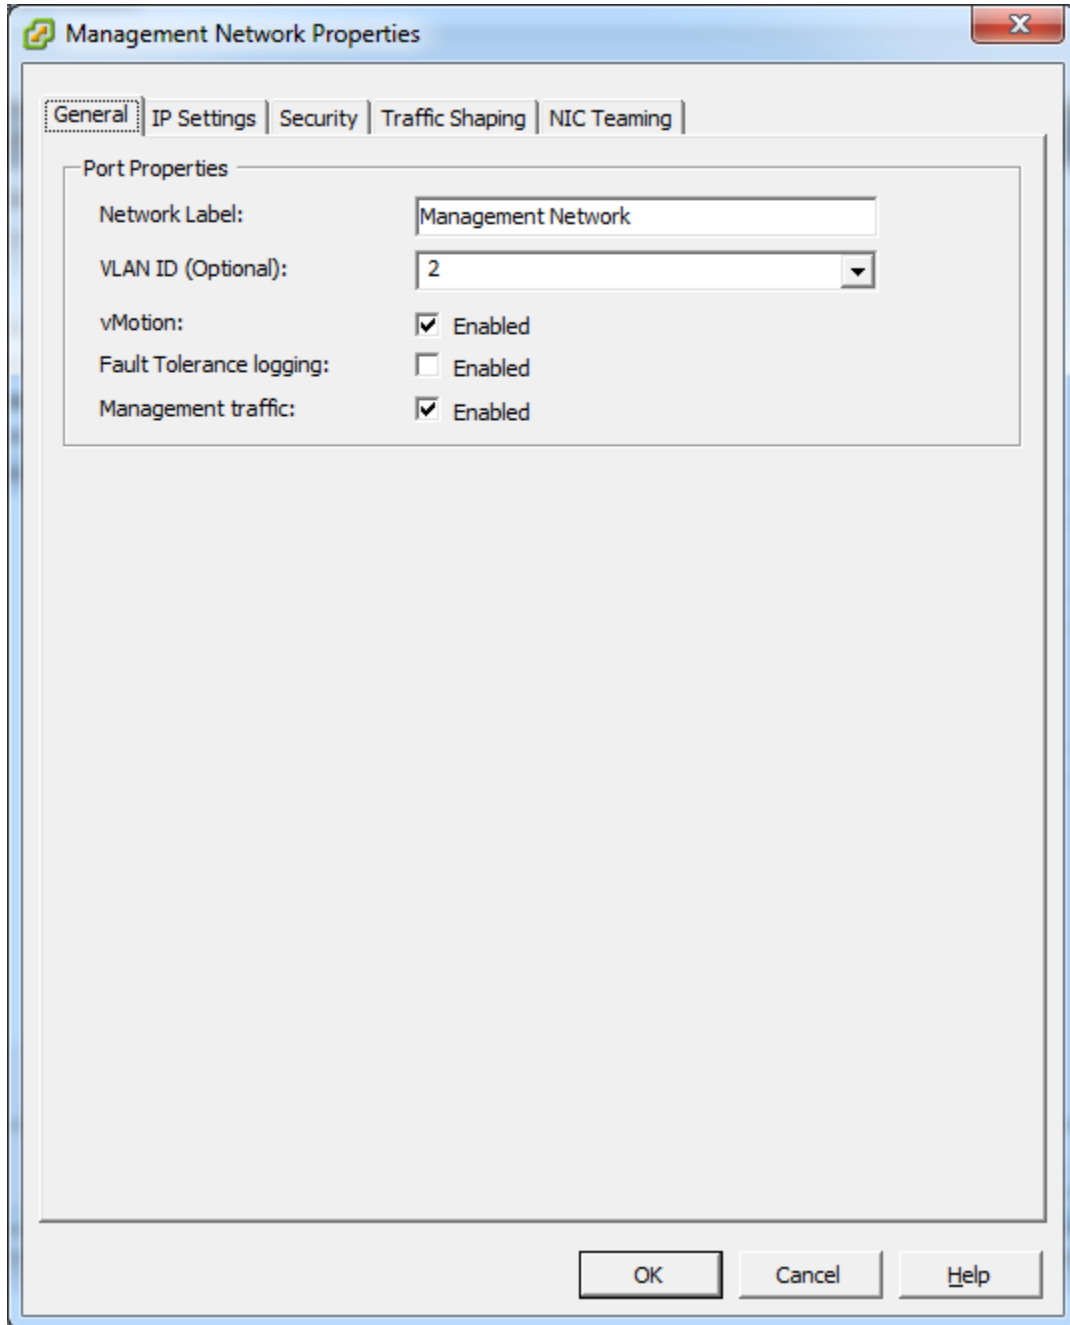 Management Network Properties
General IP Settings Security Traffic Shaping NIC Teaming
Port Properties
Network Label: Management Network
VLAN ID (Optional): 2
vMotion: Enabled
Fault Tolerance logging: Enabled
Management traffic: Enabled
OK Cancel Help